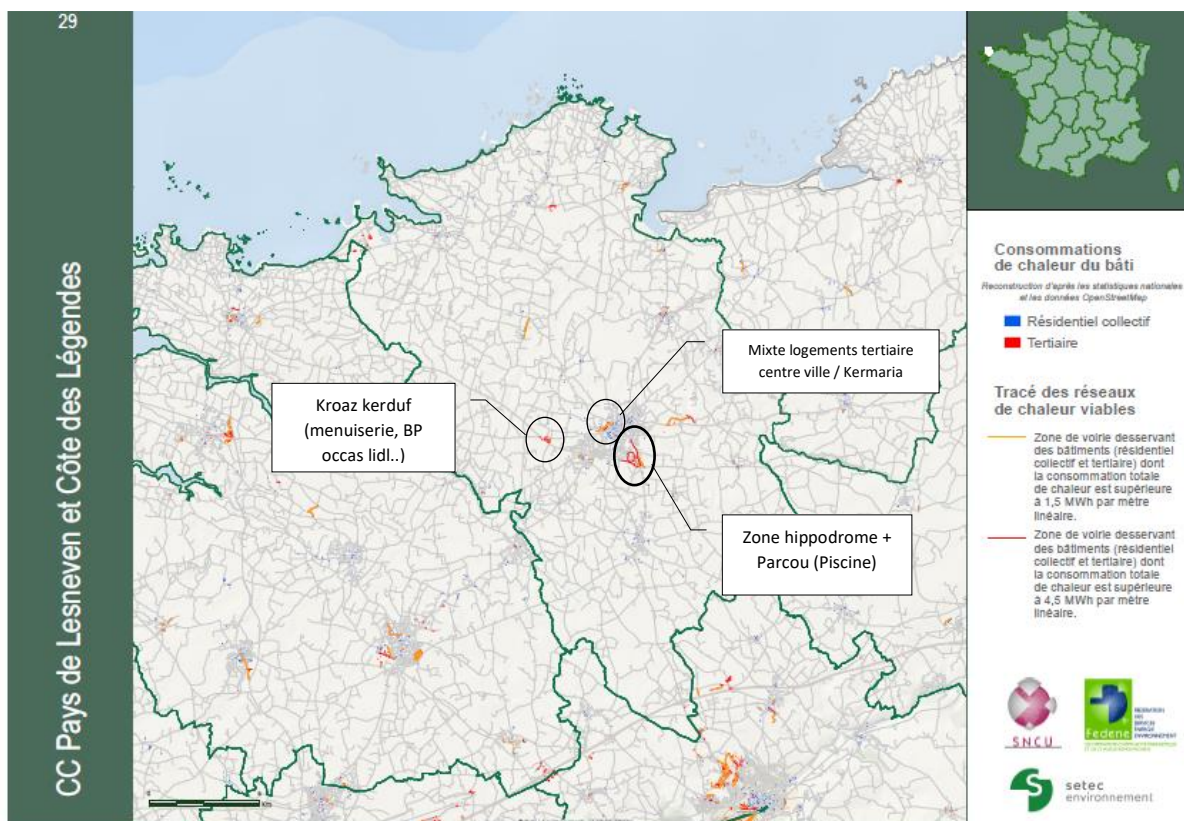 29
CC Pays de Lesneven et Côte des Légendes
Kroaz kerduf
(menuiserie, BP
occas lidl..)
Mixte logements tertiaire
centre ville / Kermaria
Zone hippodrome +
Parcou (Piscine)
Consommations
de chaleur du bâti
Reconstruction d'après les statistiques nationales
et les données OpenStreetMap
Résidentiel collectif
Tertiaire
Tracé des réseaux
de chaleur viables
Zone de voirie desservant
des bâtiments (résidentiel
collectif et tertiaire) dont
la consommation totale
de chaleur est supérieure
à 1,5 MWh par mètre
linéaire.
Zone de voirie desservant
des bâtiments (résidentiel
collectif et tertiaire) dont
la consommation totale
de chaleur est supérieure
à 4,5 MWh par mètre
linéaire.
SNCU
Fedene
FÉDÉRATION
DES
SERVICES
ÉNERGIE
ENVIRONNEMENT
setec
environnement